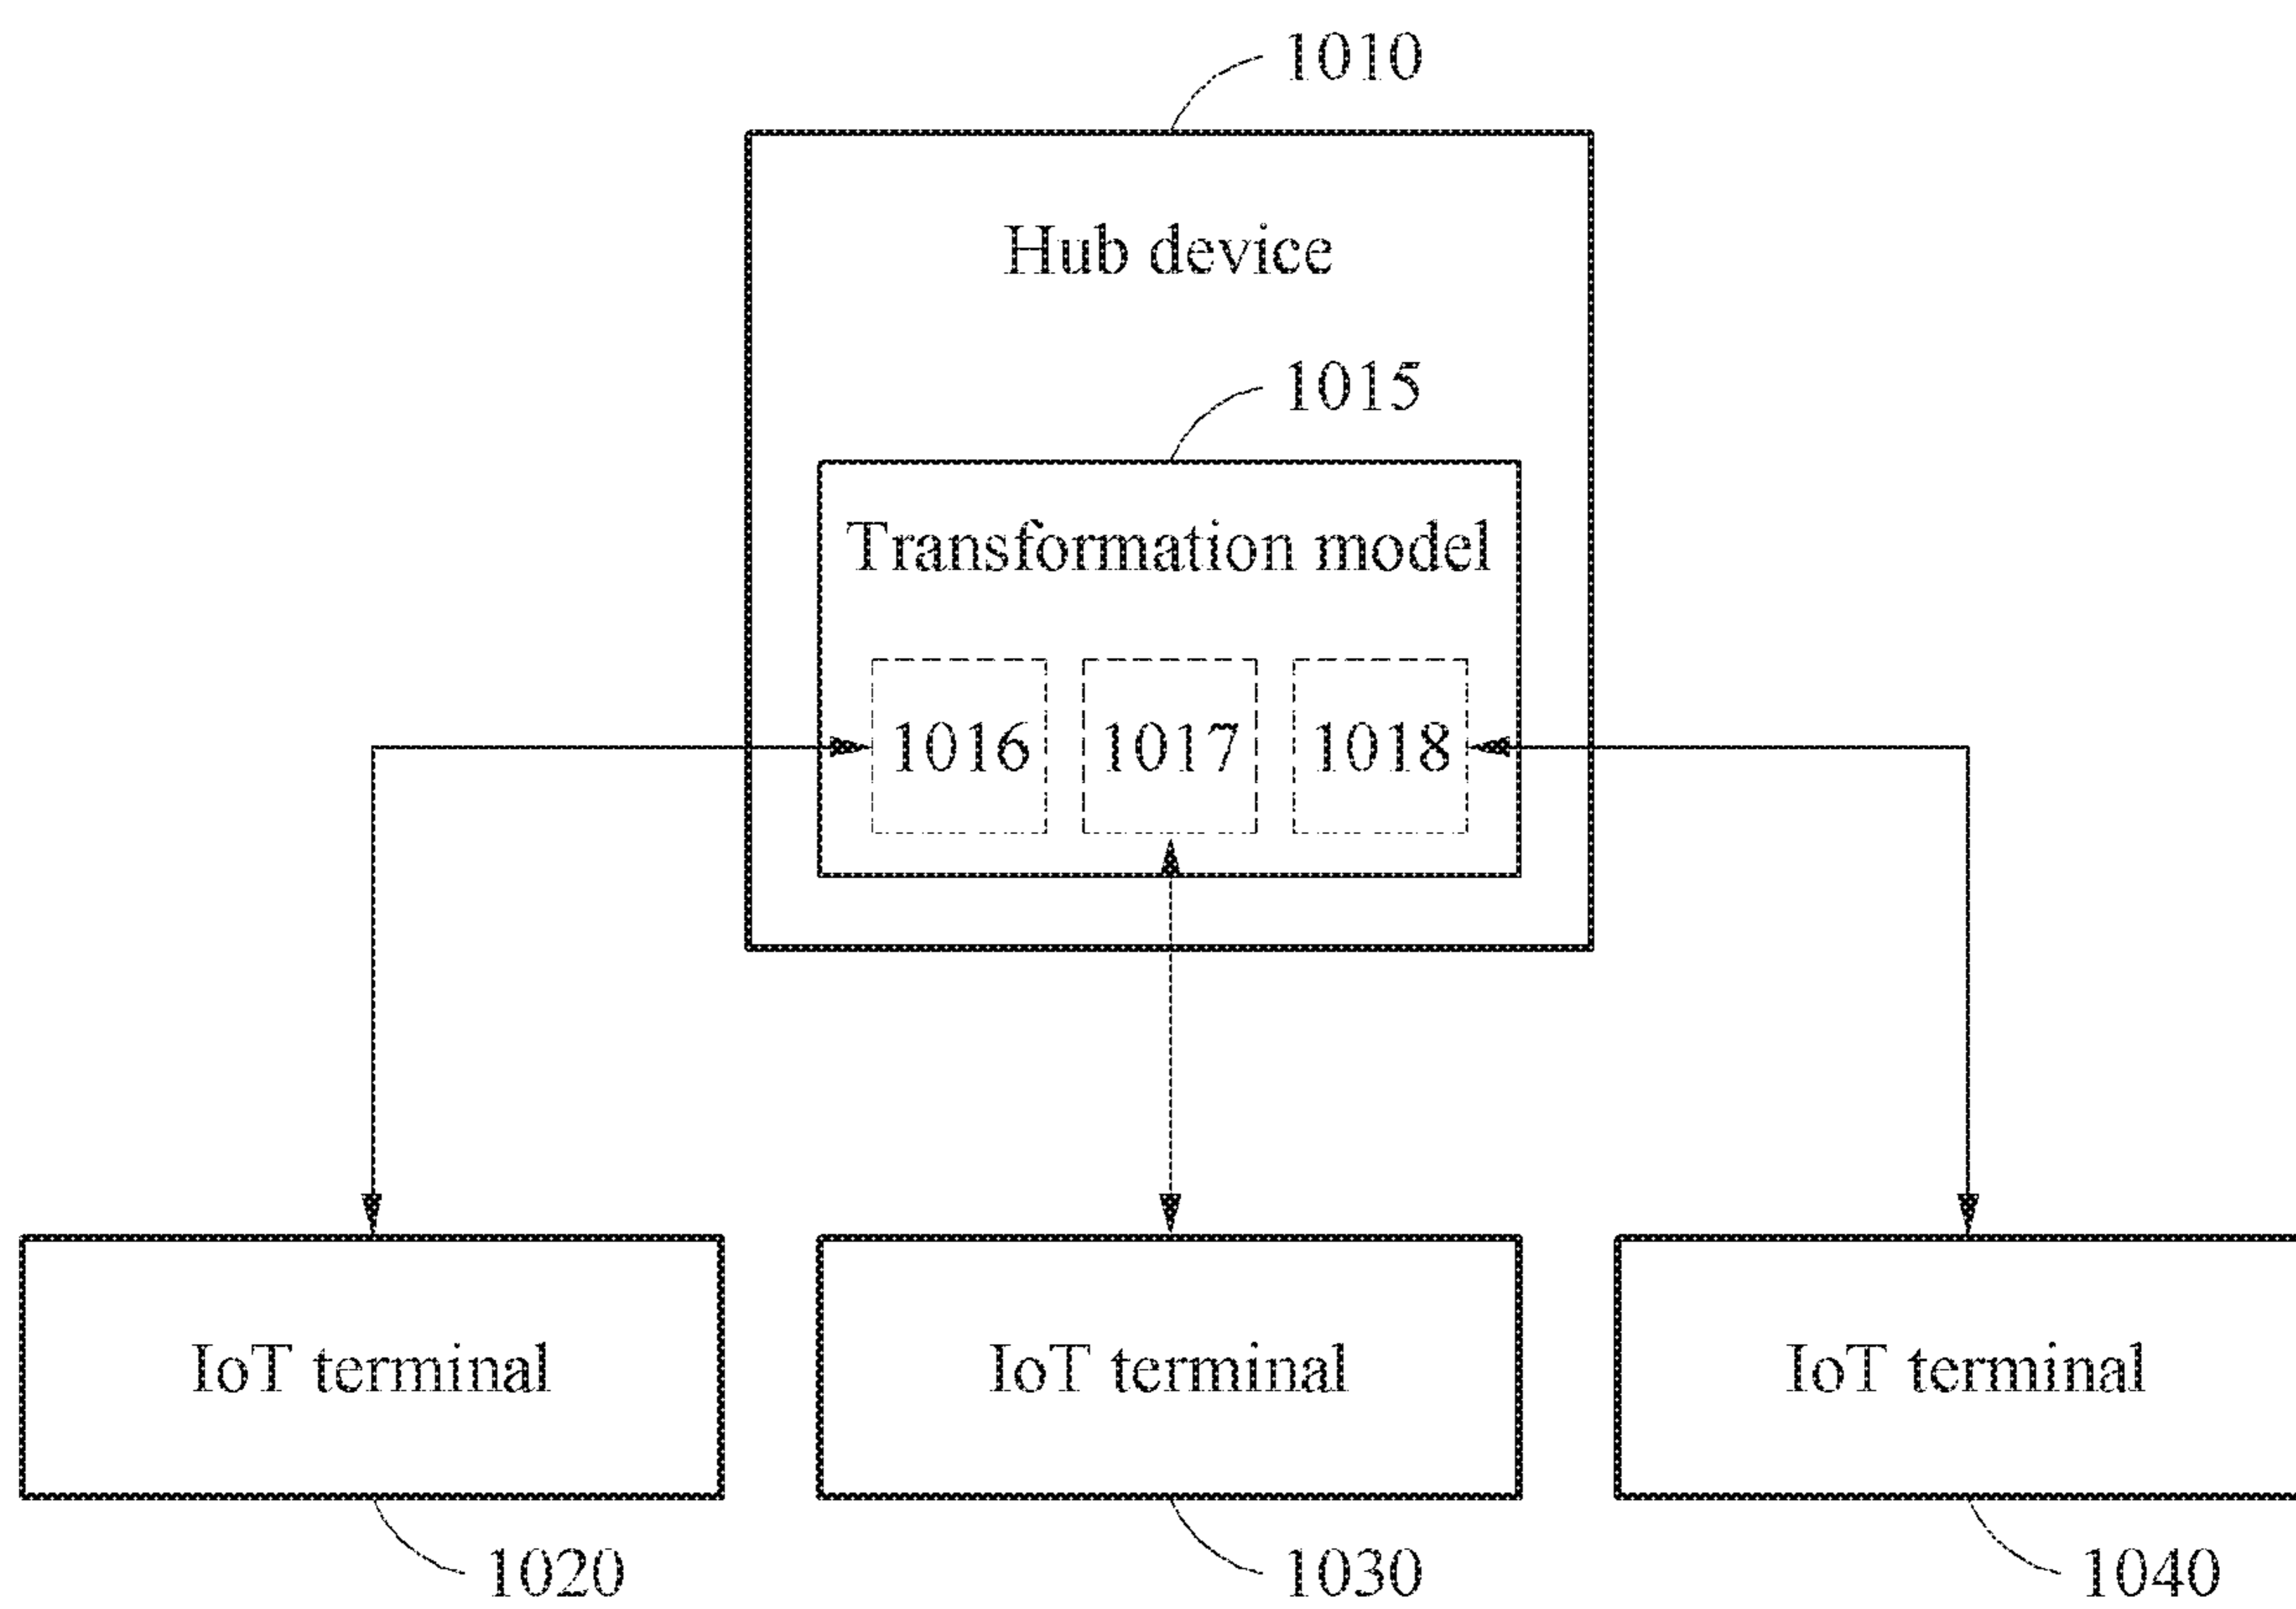 1010
Hub device
1015
Transformation model
1016 1017 1018
IoT terminal IoT terminal IoT terminal
1020 1030 1040